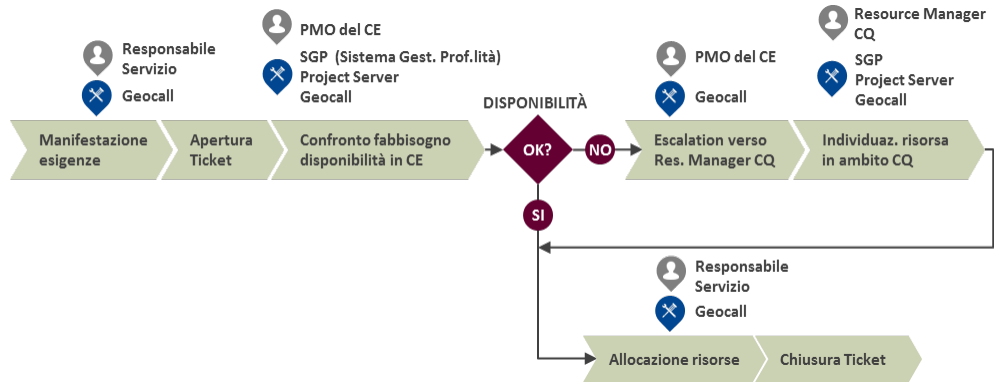 Responsabile
Servizio
Geocall
PMO del CE
SGP (Sistema Gest. Prof.lità)
Project Server
Geocall
Manifestazione
esigenze
Apertura
Ticket
Confronto fabbisogno
disponibilità in CE
DISPONIBILITÀ
OK?
NO
SI
PMO del CE
Geocall
Resource Manager
CQ
SGP
Project Server
Geocall
Escalation verso
Res. Manager CQ
Individuaz. risorsa
in ambito CQ
Responsabile
Servizio
Geocall
Allocazione risorse
Chiusura Ticket